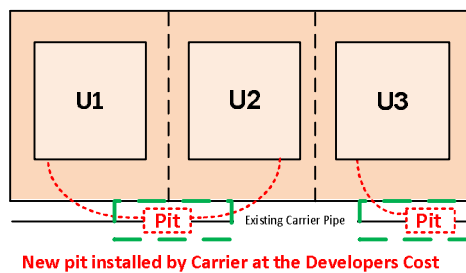 U1 U2 U3
Pit Existing Carrier Pipe Pit
New pit installed by Carrier at the Developers Cost